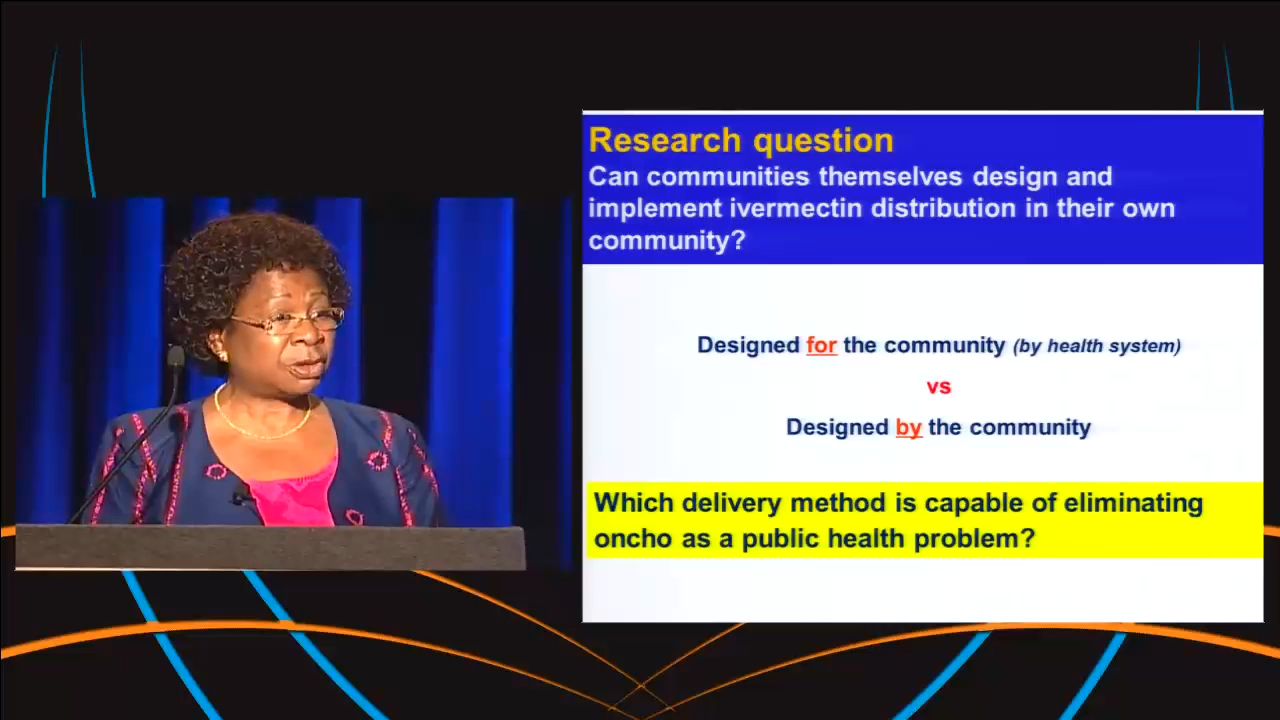 Research question
Can communities themselves design and
implement ivermectin distribution in their own
community?
Designed for the community (by health system)
vs
Designed by the community
Which delivery method is capable of eliminating
oncho as a public health problem?